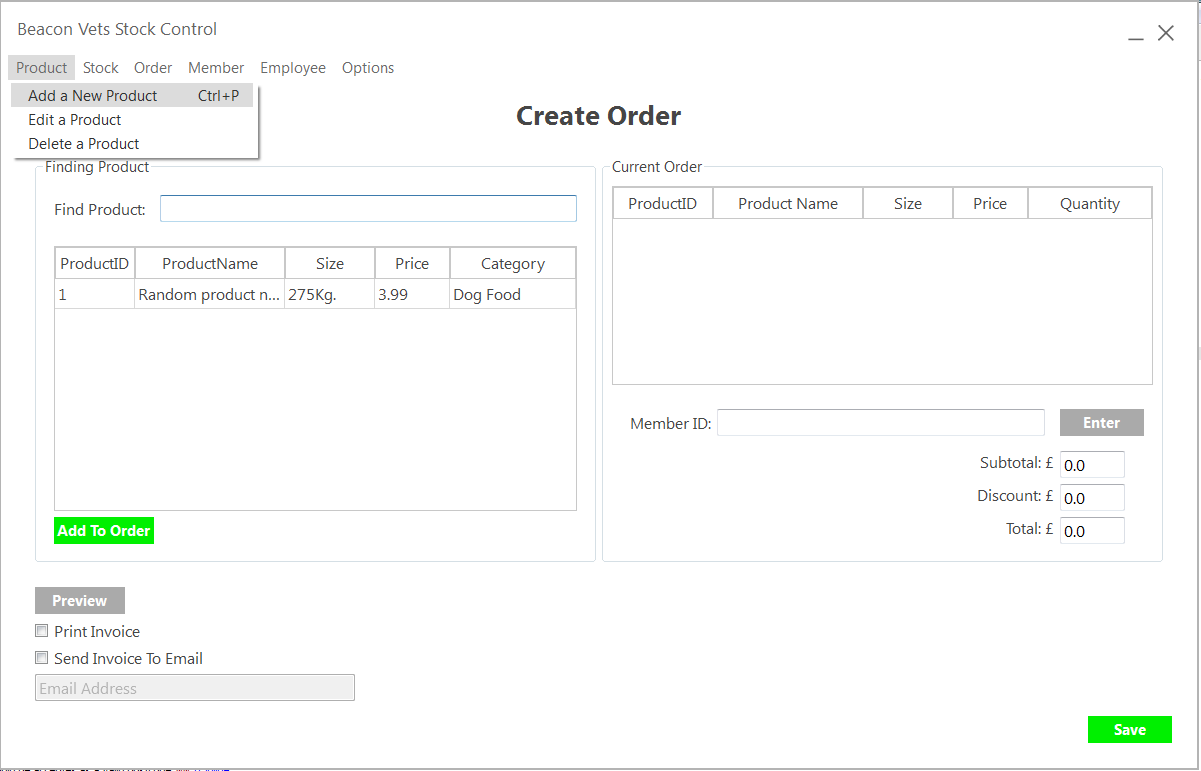 Beacon Vets Stock Control
Product Stock Order Member Employee Options
Add a New Product Ctrl+P
Edit a Product
Delete a Product
Create Order
Finding Product
Find Product:
ProductID ProductName Size Price Category
1 Random product n... 275Kg. 3.99 Dog Food
Add To Order
Current Order
ProductID Product Name Size Price Quantity
Member ID: Enter
Subtotal: £ 0.0
Discount: £ 0.0
Total: £ 0.0
Preview
Print Invoice
Send Invoice To Email
Email Address
Save